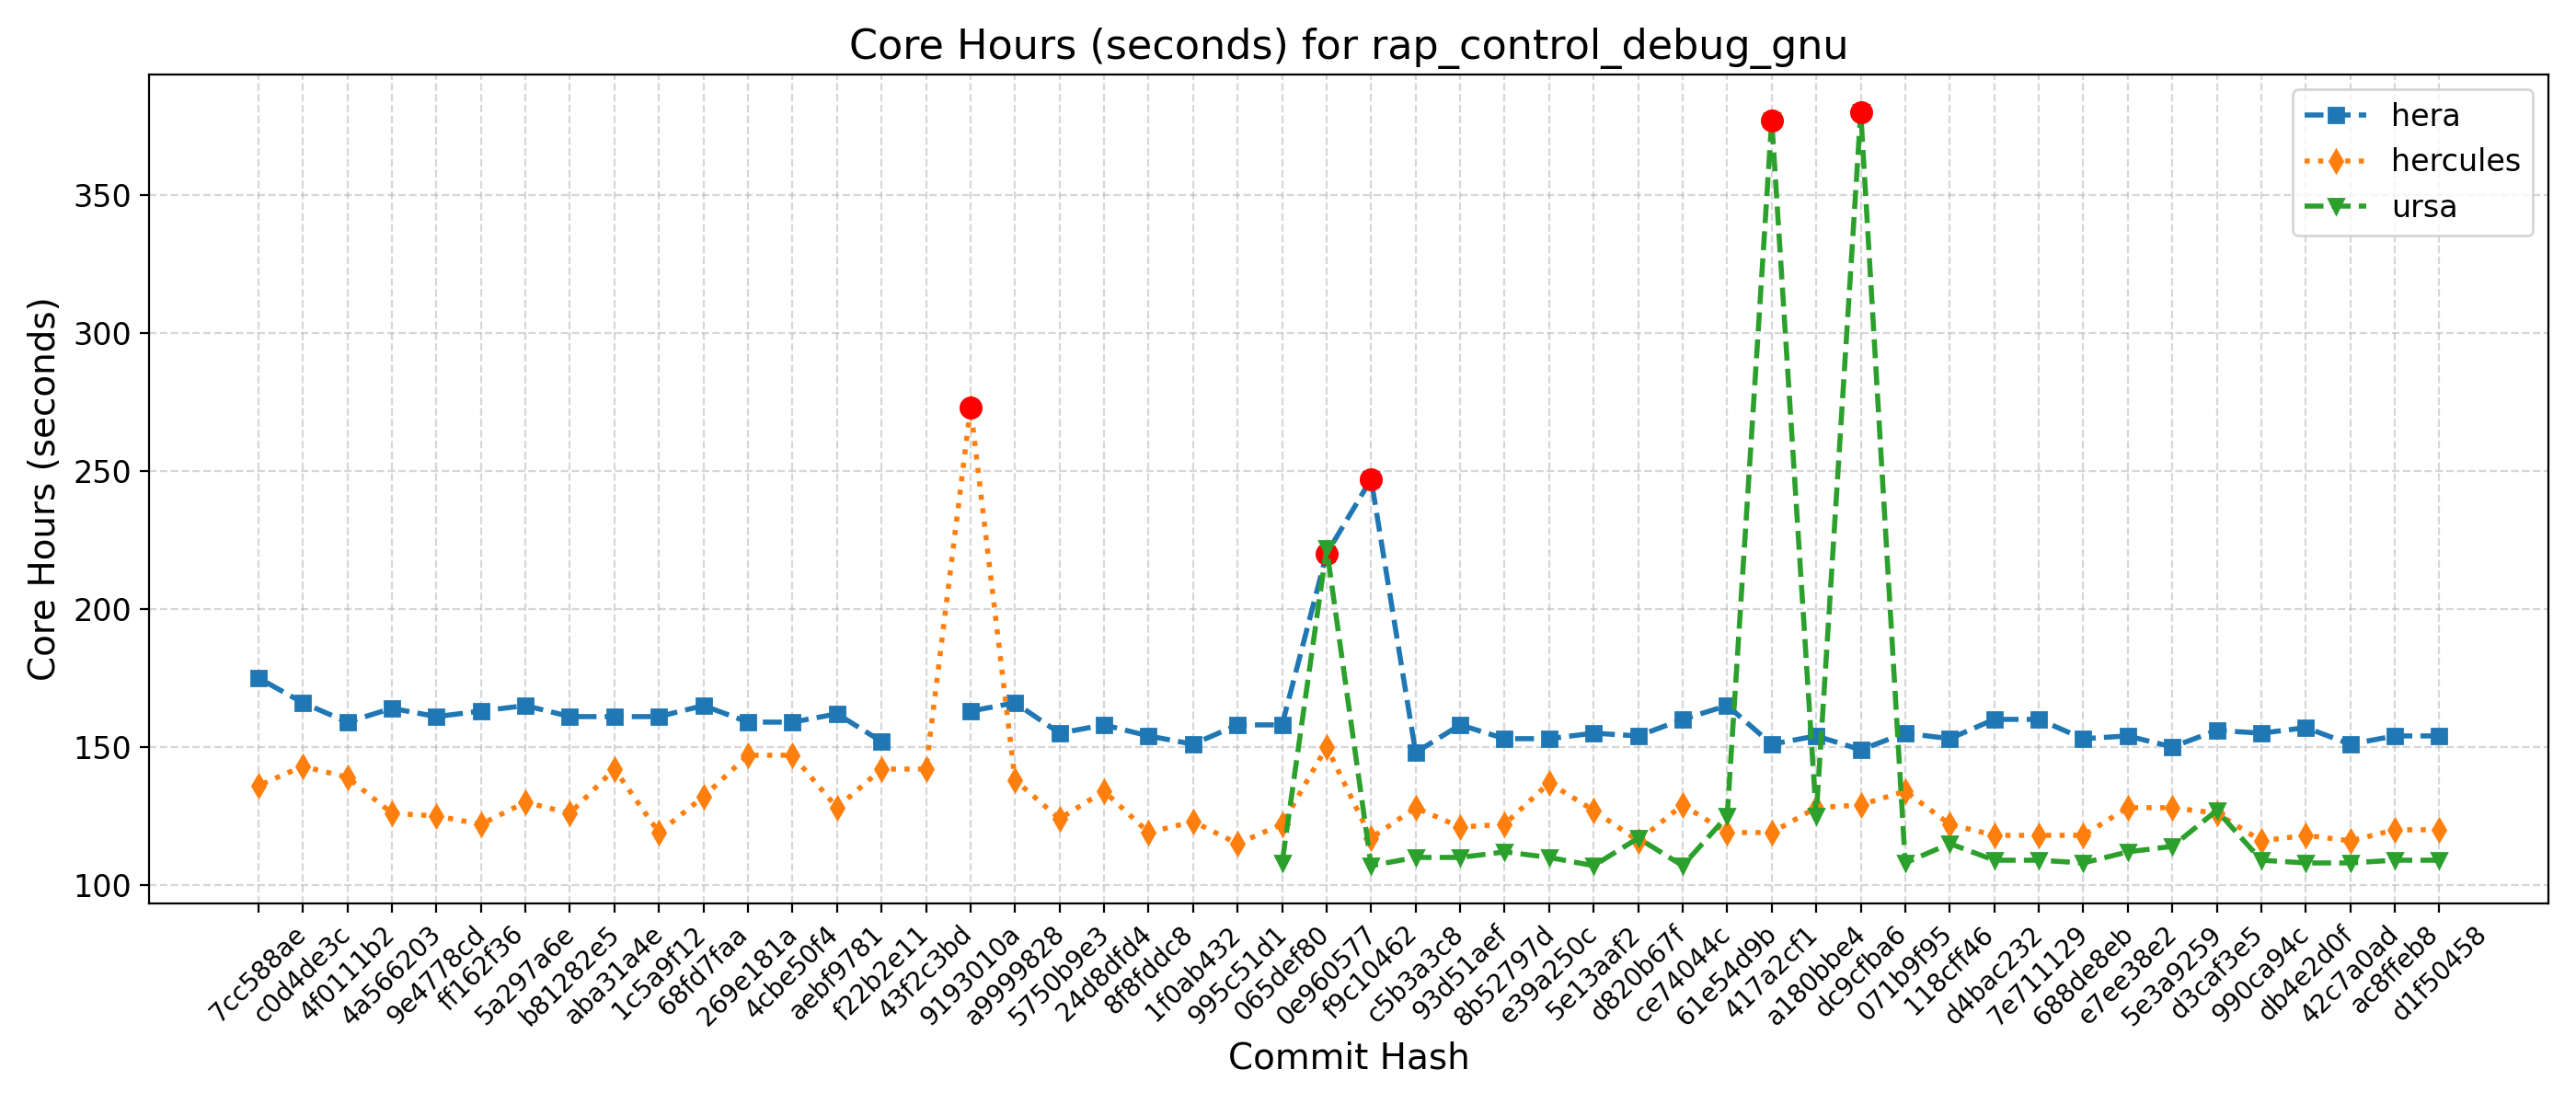 Core Hours (seconds) for rap_control_debug_gnu
hera
hercules
ursa
Core Hours (seconds)
350
300
250
200
150
100
7cc588ae
c0d4de3c
4f0111b2
4a566203
9e4778cd
ff162f36
5a297a6e
b81282e5
aba31a4e
1c5a9f12
68fd7faa
269e181a
4cbe50f4
aebf9781
f22b2e11
43f2c3bd
9193010a
a9999828
5750b9e3
24d8dfd4
8f8fddc8
1f0ab432
995c51d1
065def80
0e960577
f9c10462
c5b3a3c8
93d51aef
8b52797d
e39a250c
5e13aaf2
d820b67f
ce74044c
61e54d9b
417a2cf1
a180bbe4
dc9cfba6
071b9f95
118cff46
d4bac232
7e711129
688de8eb
e7ee38e2
5e3a9259
d3caf3e5
990ca94c
db4e2d0f
42c7a0ad
ac8ffeb8
d1f50458
Commit Hash